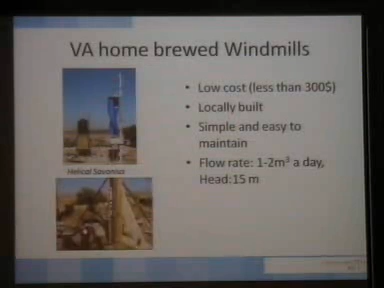 VA home brewed Windmills
• Low cost (less than 300$)
• Locally built
• Simple and easy to
maintain
• Flow rate: 1-2m³ a day,
Head:15 m
Helical Savonius